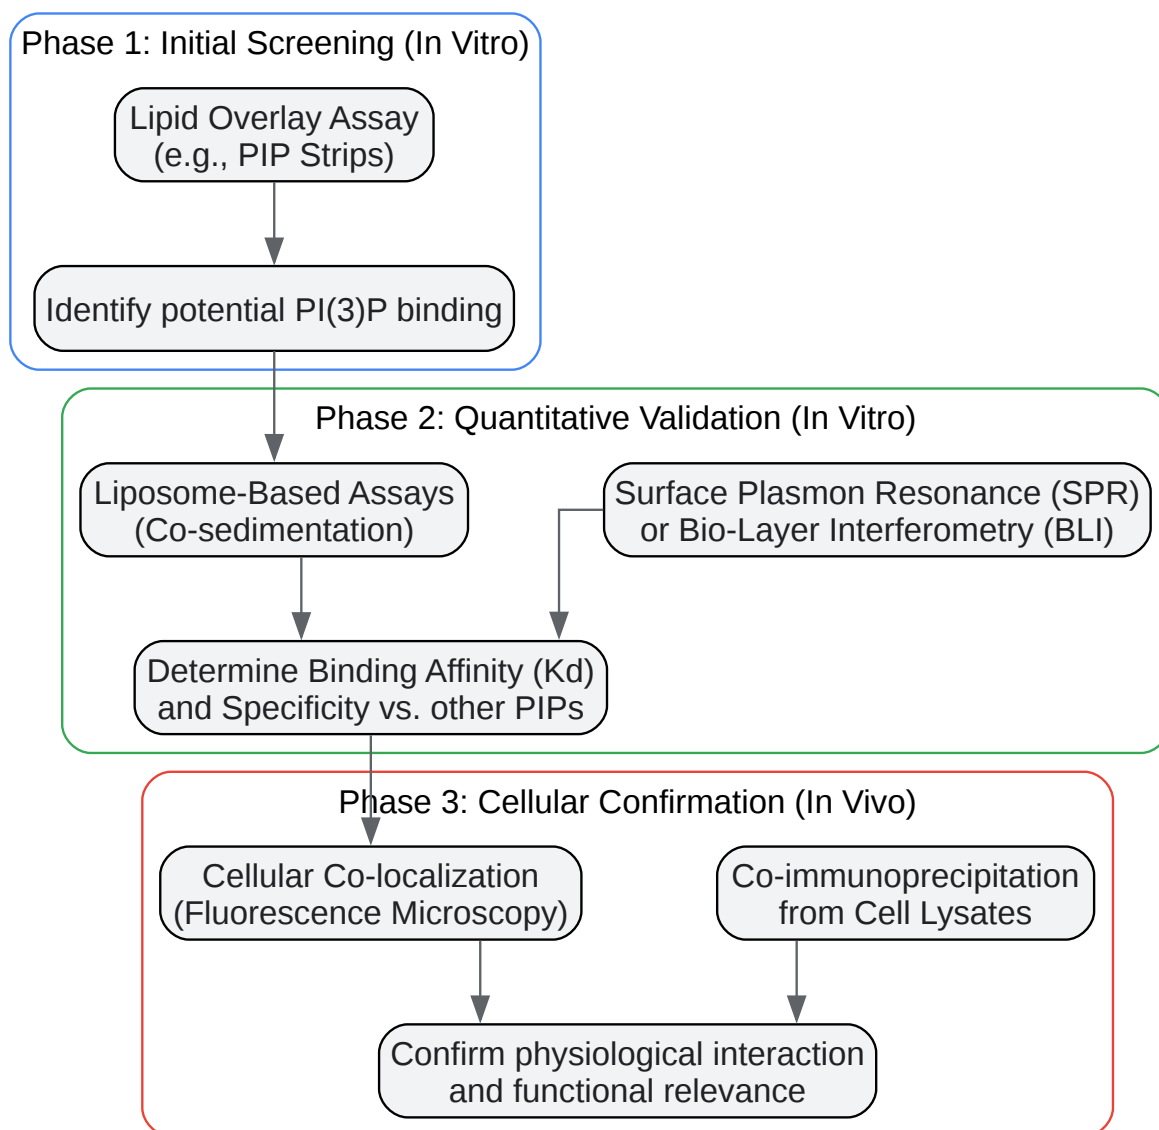 Phase 1: Initial Screening (In Vitro)
Lipid Overlay Assay
(e.g., PIP Strips)
Identify potential PI(3)P binding
Phase 2: Quantitative Validation (In Vitro)
Liposome-Based Assays
(Co-sedimentation)
Surface Plasmon Resonance (SPR)
or Bio-Layer Interferometry (BLI)
Determine Binding Affinity (Kd)
and Specificity vs. other PIPs
Phase 3: Cellular Confirmation (In Vivo)
Cellular Co-localization
(Fluorescence Microscopy)
Co-immunoprecipitation
from Cell Lysates
Confirm physiological interaction
and functional relevance